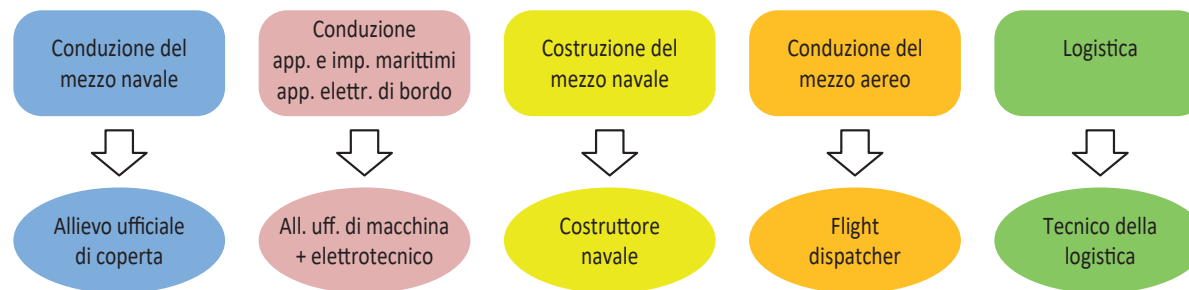 Conduzione del
mezzo navale
Conduzione
app. e imp. marittimi
app. elettr. di bordo
Costruzione del
mezzo navale
Conduzione del
mezzo aereo
Logistica
Allievo ufficiale
di coperta
All. uff. di macchina
+ elettrotecnico
Costruttore
navale
Flight
dispatcher
Tecnico della
logistica